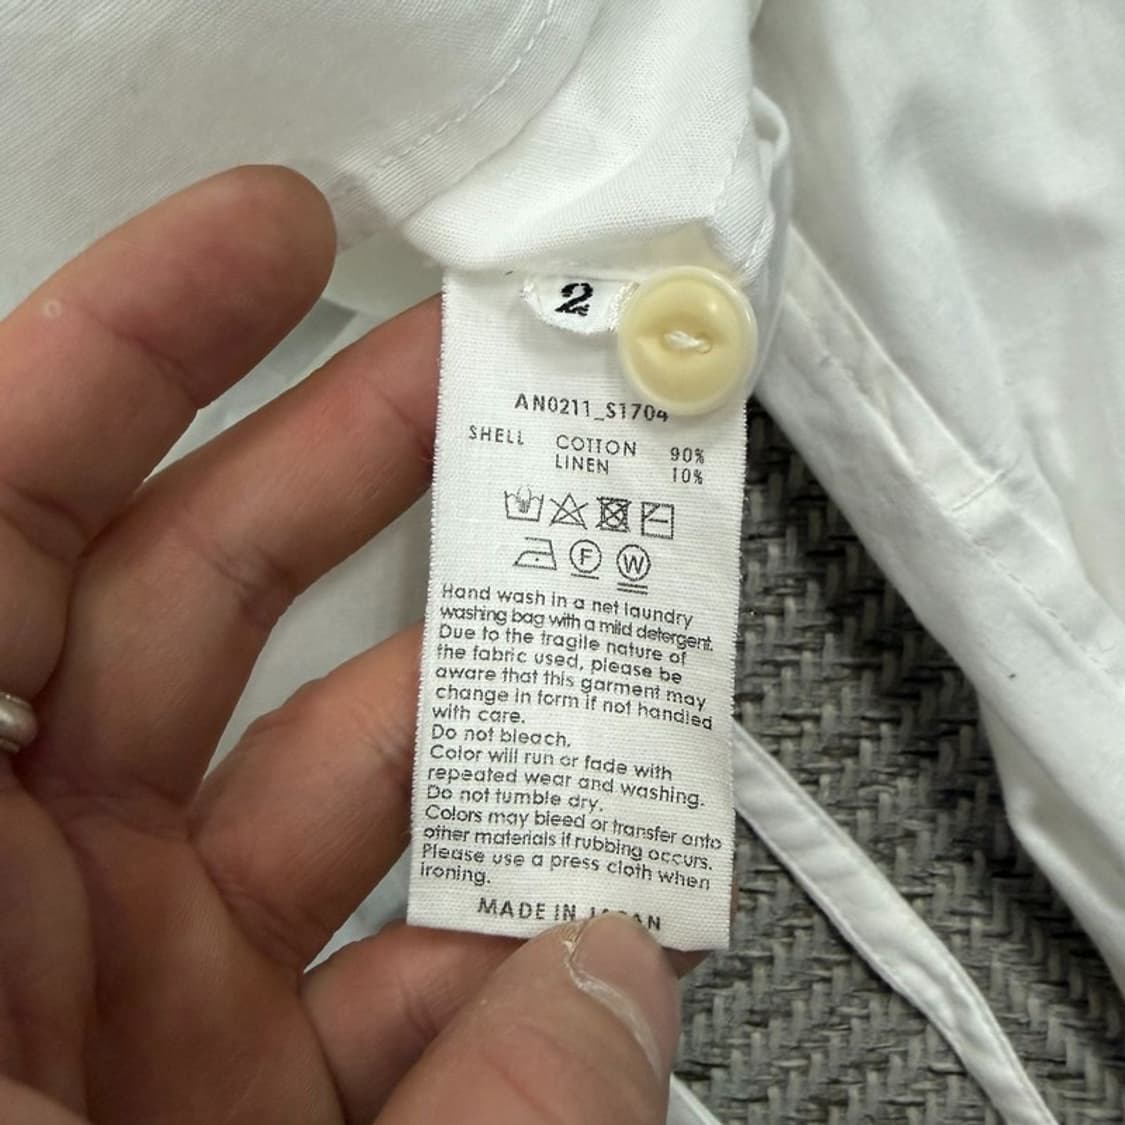 2
AN0211_S1704
SHELL COTTON 90%
LINEN 10%
F W
Hand wash in a net laundry
washing bag with a mild detergent.
Due to the fragile nature of
the fabric used, please be
aware that this garment may
change in form if not handled
with care.
Do not bleach.
Color will run or fade with
repeated wear and washing.
Do not tumble dry.
Colors may bleed or transfer onto
other materials if rubbing occurs.
Please use a press cloth when
ironing.
MADE IN JAPAN